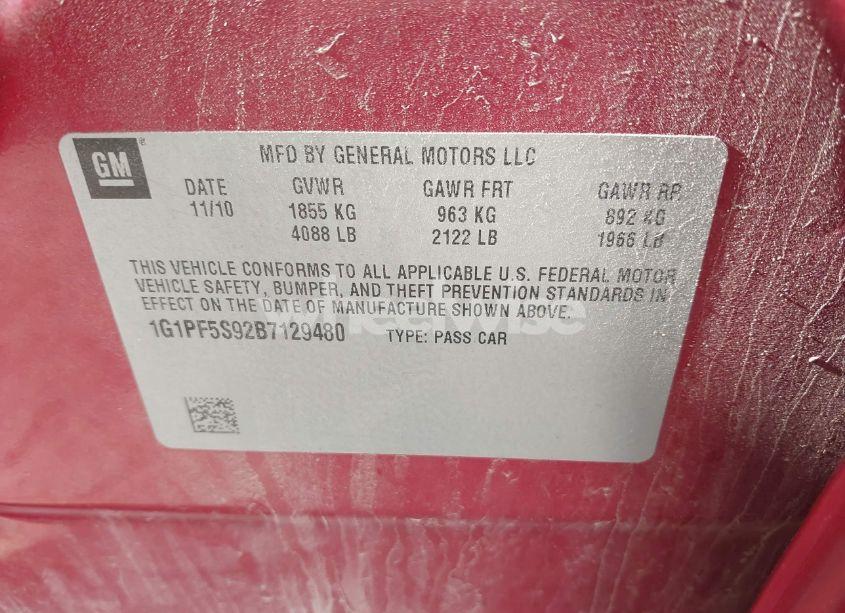 GM
MFD BY GENERAL MOTORS LLC
DATE GVWR GAWR FRT GAWR RR
11/10 1855 KG 963 KG 892 KG
4088 LB 2122 LB 1966 LB
THIS VEHICLE CONFORMS TO ALL APPLICABLE U.S. FEDERAL MOTOR
VEHICLE SAFETY, BUMPER, AND THEFT PREVENTION STANDARDS IN
EFFECT ON THE DATE OF MANUFACTURE SHOWN ABOVE.
1G1PF5S92B7129480 TYPE: PASS CAR